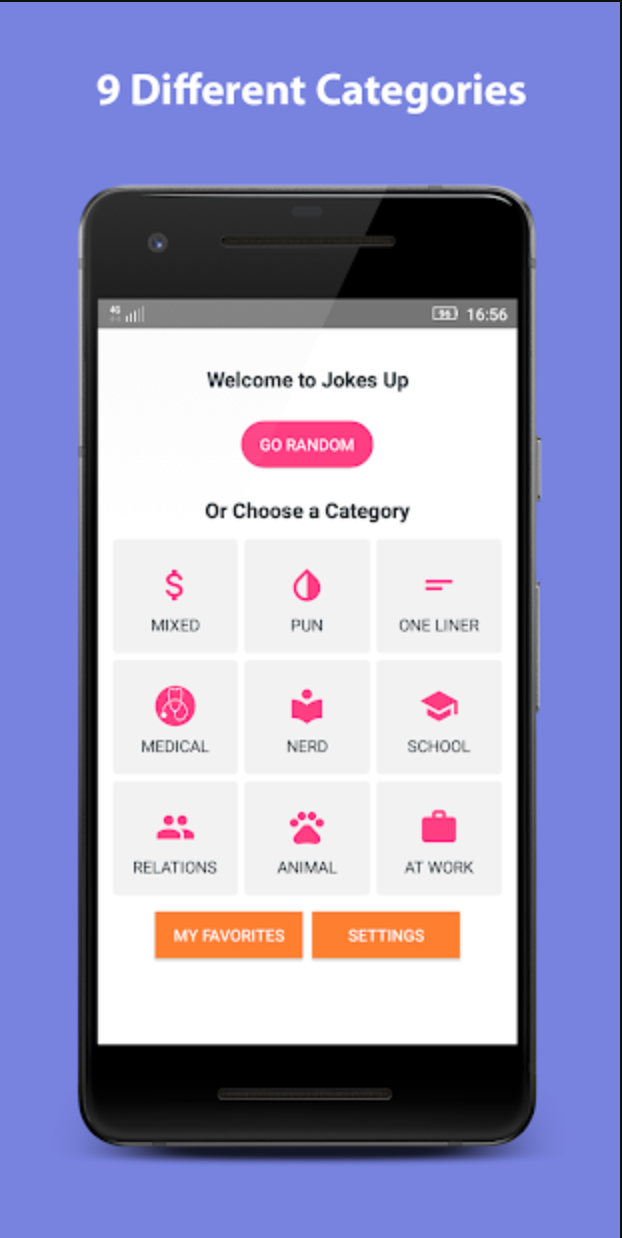 9 Different Categories
4G 96 16:56
Welcome to Jokes Up
GO RANDOM
Or Choose a Category
MIXED PUN ONE LINER
MEDICAL NERD SCHOOL
RELATIONS ANIMAL AT WORK
MY FAVORITES SETTINGS